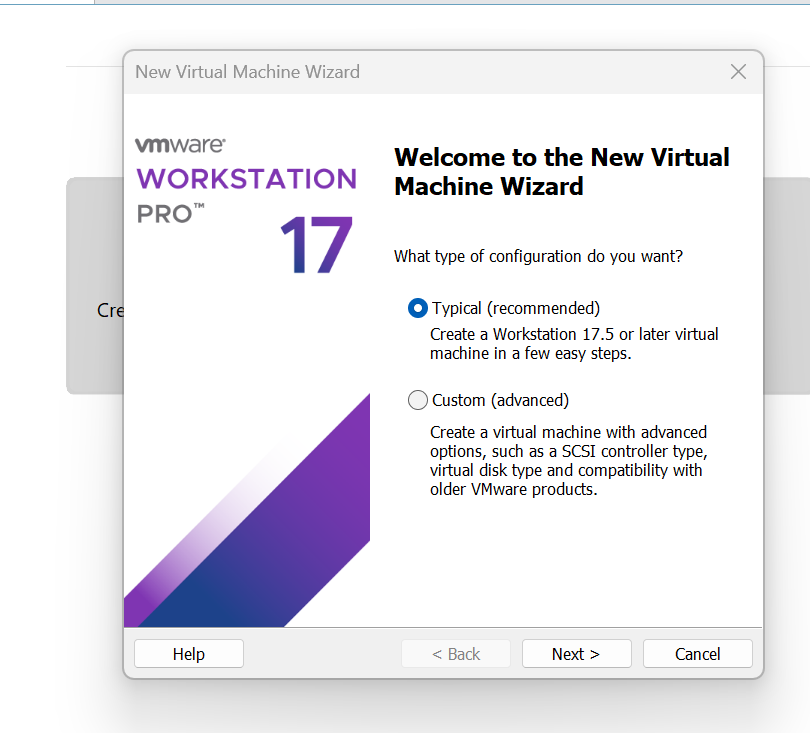 New Virtual Machine Wizard
vmware®
WORKSTATION
PRO™
17
Welcome to the New Virtual
Machine Wizard
What type of configuration do you want?
Typical (recommended)
Create a Workstation 17.5 or later virtual
machine in a few easy steps.
Cre
Custom (advanced)
Create a virtual machine with advanced
options, such as a SCSI controller type,
virtual disk type and compatibility with
older VMware products.
Help
< Back
Next >
Cancel